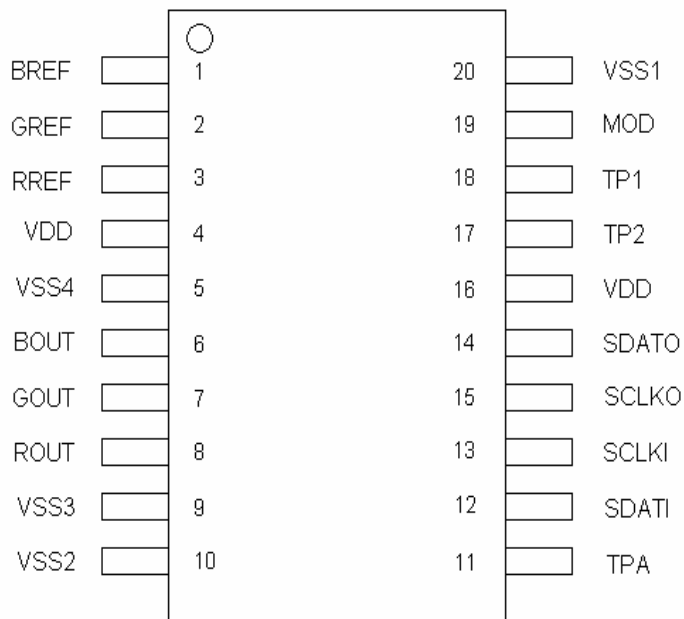 BREF 1 20 VSS1
GREF 2 19 MOD
RREF 3 18 TP1
VDD 4 17 TP2
VSS4 5 16 VDD
BOUT 6 14 SDATO
GOUT 7 15 SCLKO
ROUT 8 13 SCLKI
VSS3 9 12 SDATI
VSS2 10 11 TPA